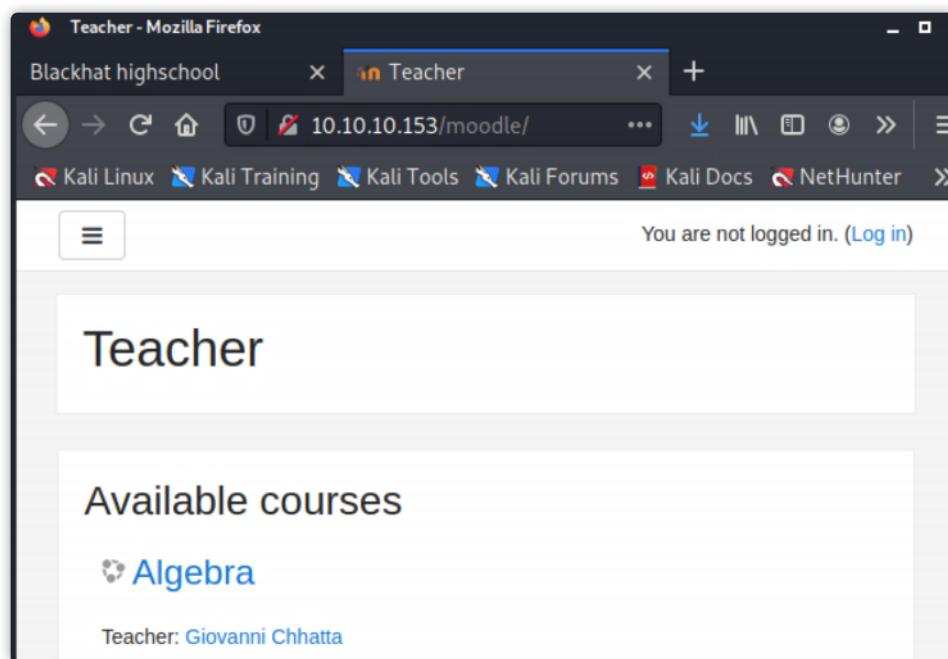 Teacher - Mozilla Firefox
Blackhat highschool
Teacher
10.10.10.153/moodle/
Kali Linux Kali Training Kali Tools Kali Forums Kali Docs NetHunter
You are not logged in. (Log in)
Teacher
Available courses
Algebra
Teacher: Giovanni Chhatta